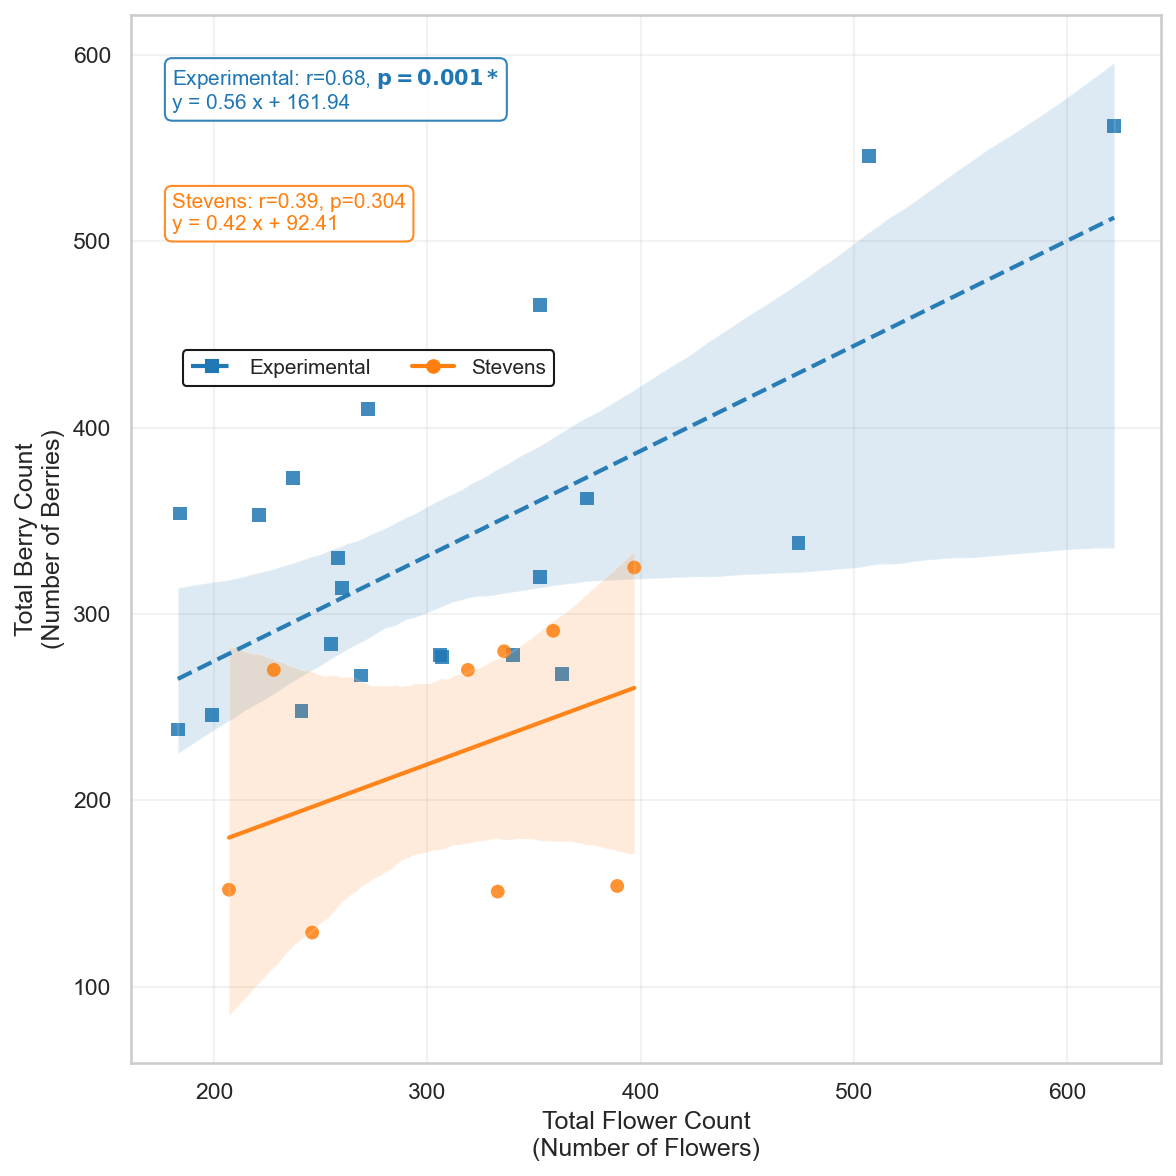 Experimental: r=0.68, p = 0.001 *
y = 0.56 x + 161.94
Stevens: r=0.39, p=0.304
y = 0.42 x + 92.41
Experimental
Stevens
600
500
400
300
200
100
Total Berry Count
(Number of Berries)
200
300
400
500
600
Total Flower Count
(Number of Flowers)